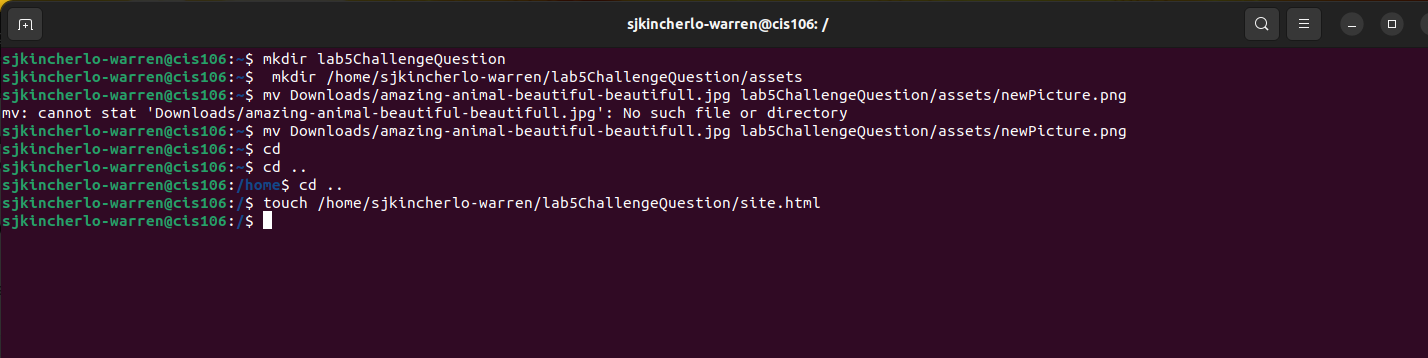 sjkincherlo-warren@cis106: /
sjkincherlo-warren@cis106:~$ mkdir lab5ChallengeQuestion
sjkincherlo-warren@cis106:~$  mkdir /home/sjkincherlo-warren/lab5ChallengeQuestion/assets
sjkincherlo-warren@cis106:~$ mv Downloads/amazing-animal-beautiful-beautifull.jpg lab5ChallengeQuestion/assets/newPicture.png
mv: cannot stat 'Downloads/amazing-animal-beautiful-beautifull.jpg': No such file or directory
sjkincherlo-warren@cis106:~$ mv Downloads/amazing-animal-beautiful-beautifull.jpg lab5ChallengeQuestion/assets/newPicture.png
sjkincherlo-warren@cis106:~$ cd
sjkincherlo-warren@cis106:~$ cd ..
sjkincherlo-warren@cis106:/home$ cd ..
sjkincherlo-warren@cis106:/$ touch /home/sjkincherlo-warren/lab5ChallengeQuestion/site.html
sjkincherlo-warren@cis106:/$